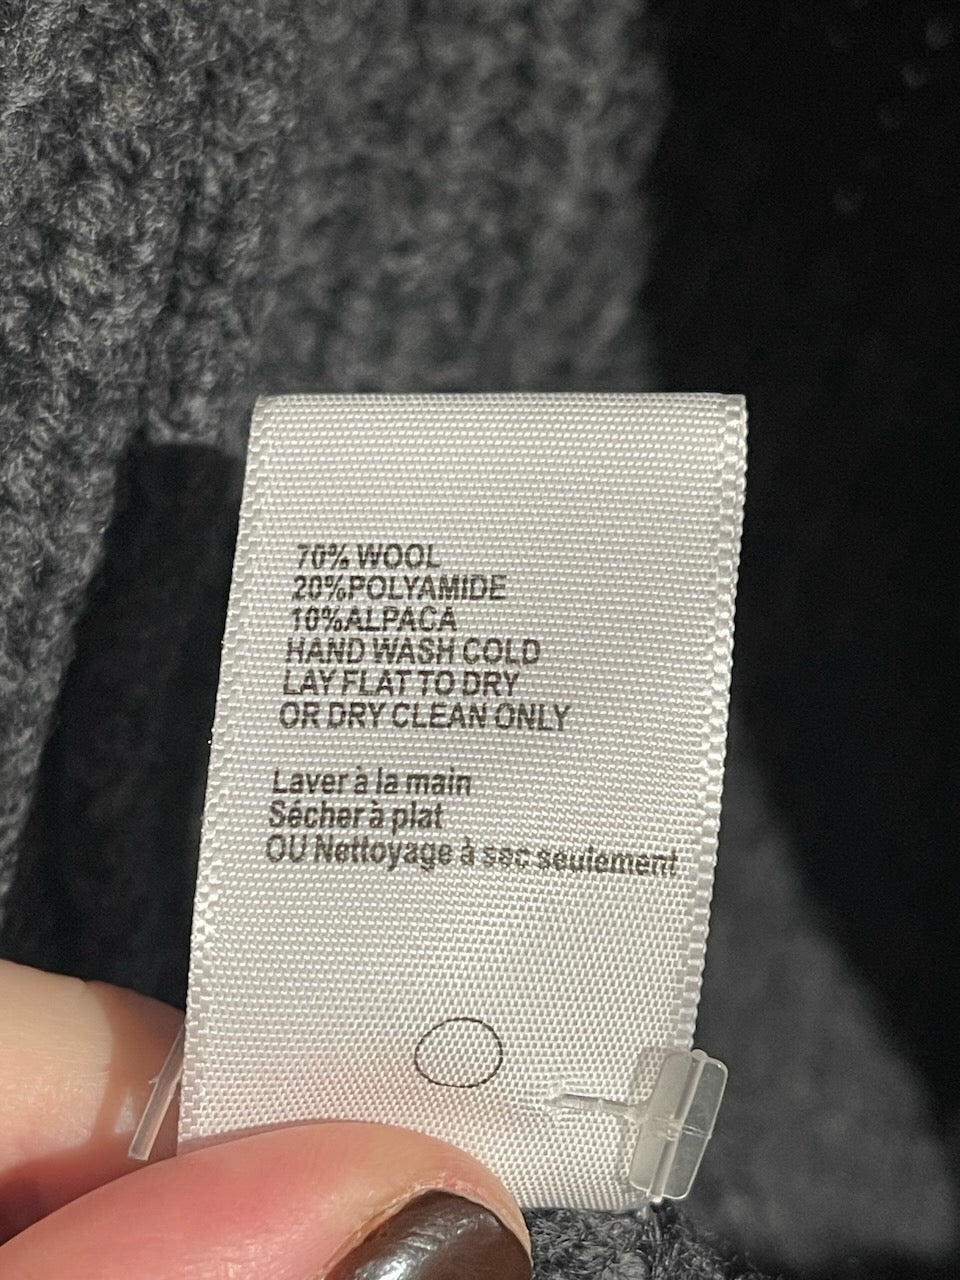 70% WOOL
20%POLYAMIDE
10%ALPACA
HAND WASH COLD
LAY FLAT TO DRY
OR DRY CLEAN ONLY
Laver à la main
Sécher à plat
OU Nettoyage à sec seulement